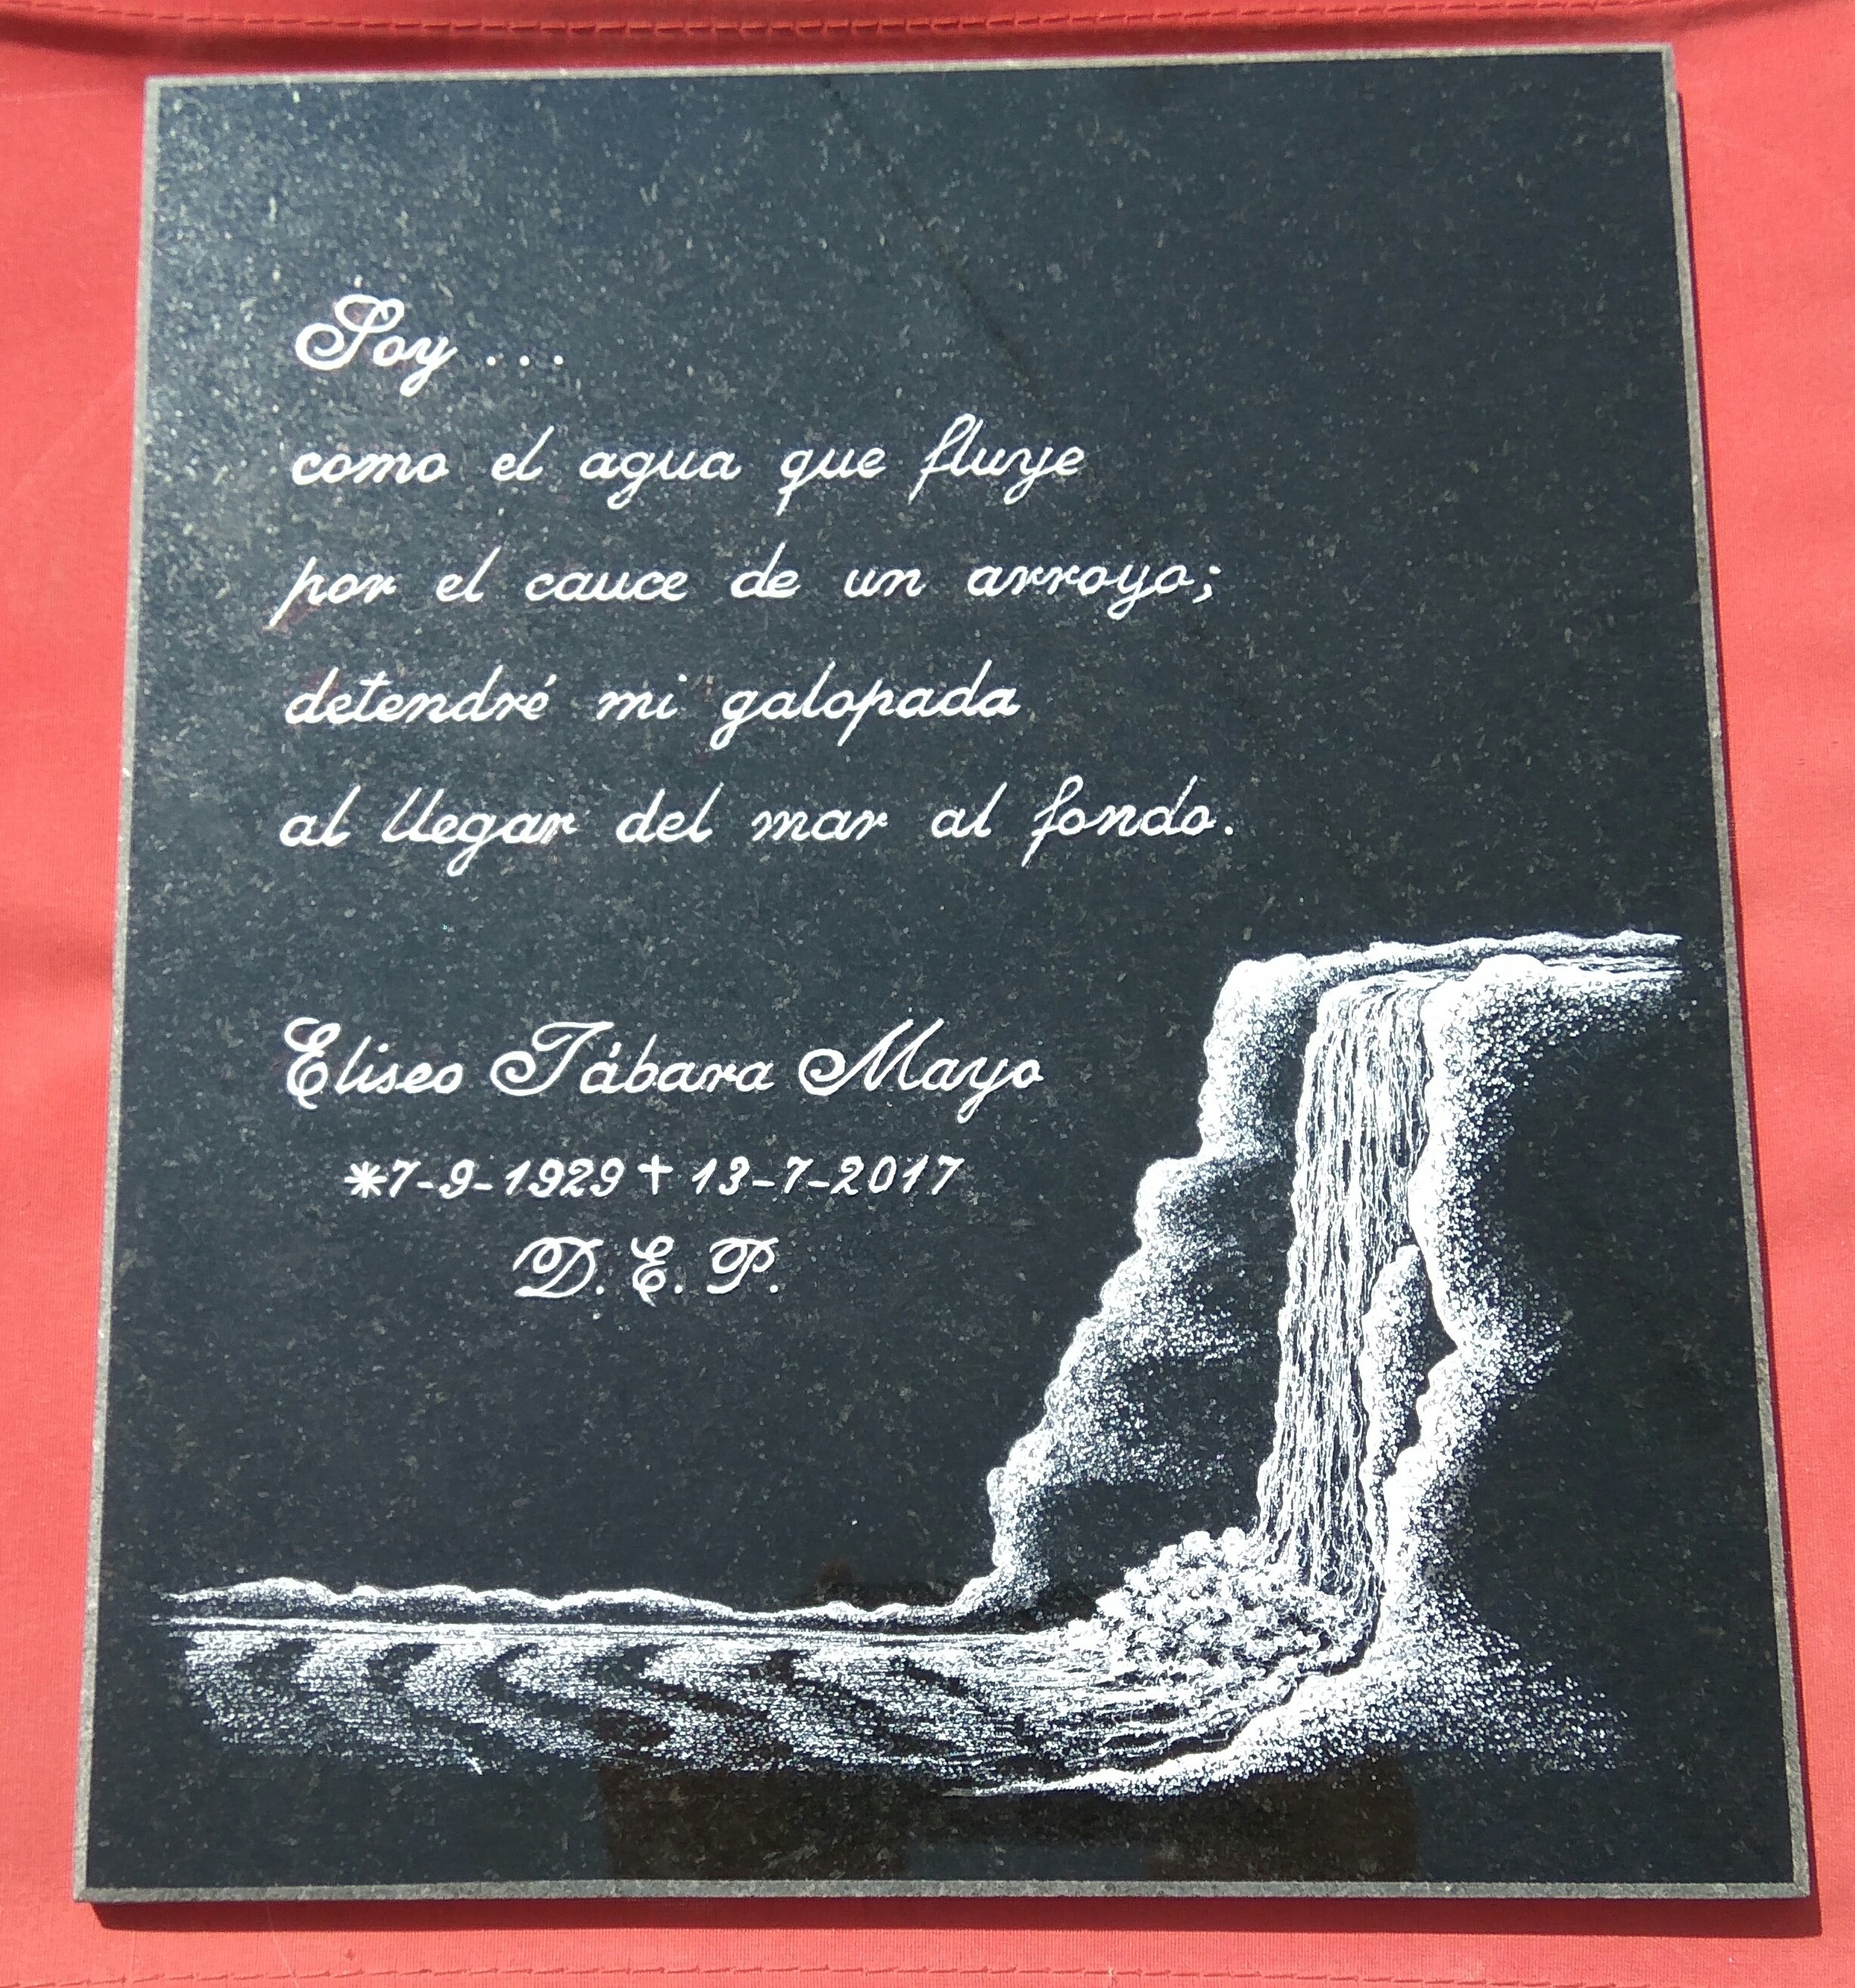 Soy ...
como el agua que fluye
por el cauce de un arroyo;
detendré mi galopada
al llegar del mar al fondo.
Eliseo Tábara Mayo
*7-9-1929 † 13-7-2017
D. E. P.